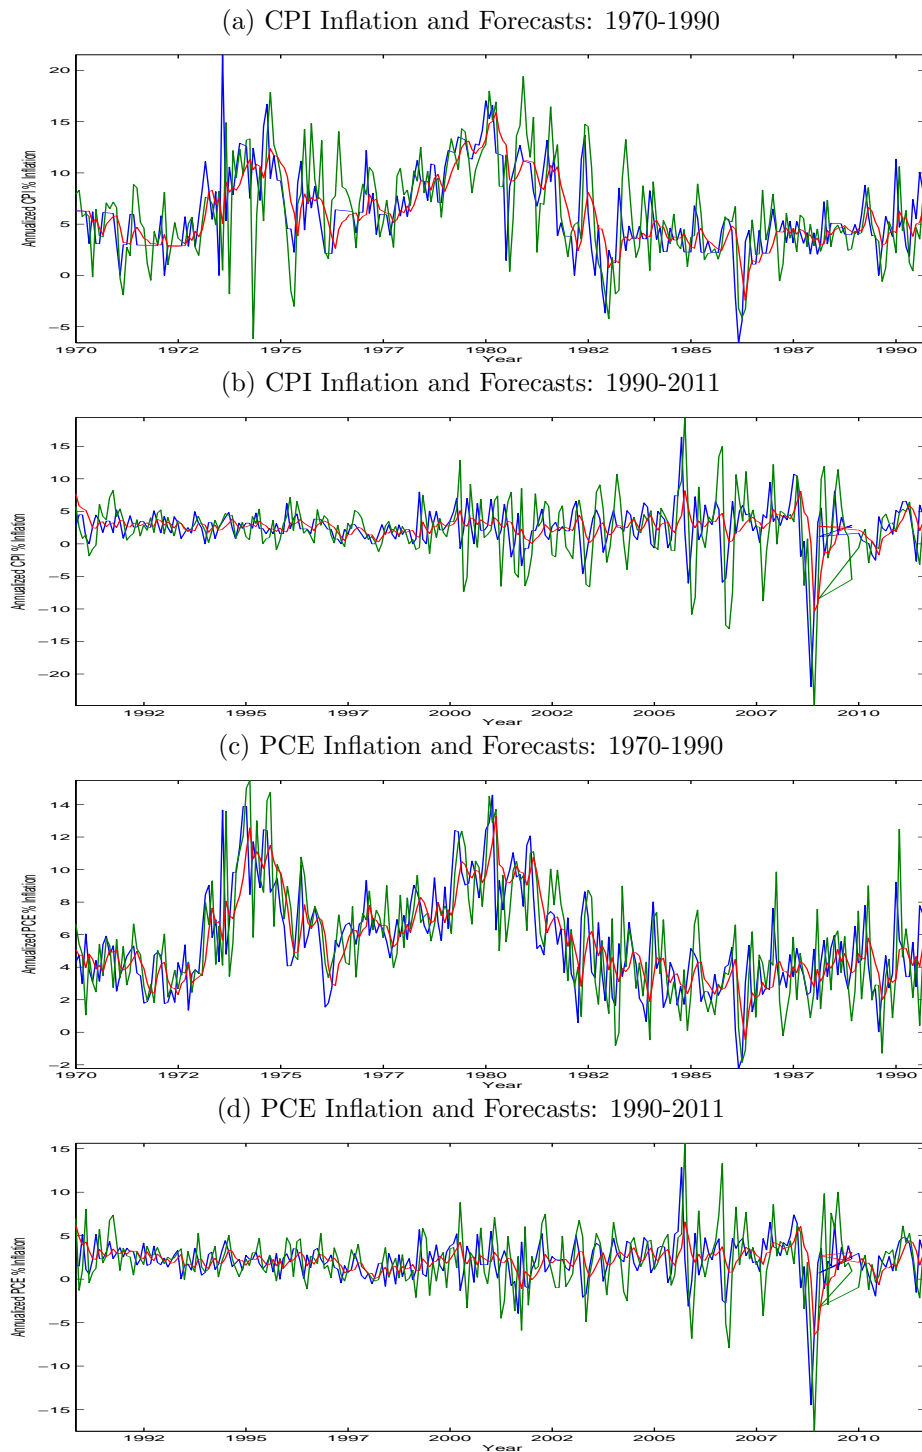 (a) CPI Inflation and Forecasts: 1970-1990
20
15
10
5
0
−5
Annualized CPI % Inflation
1970 1972 1975 1977 1980 1982 1985 1987 1990
Year
(b) CPI Inflation and Forecasts: 1990-2011
15
10
5
0
−5
−10
−15
−20
Annualized CPI % Inflation
1992 1995 1997 2000 2002 2005 2007 2010
Year
(c) PCE Inflation and Forecasts: 1970-1990
14
12
10
8
6
4
2
0
−2
Annualized PCE % Inflation
1970 1972 1975 1977 1980 1982 1985 1987 1990
Year
(d) PCE Inflation and Forecasts: 1990-2011
15
10
5
0
−5
−10
−15
Annualized PCE % Inflation
1992 1995 1997 2000 2002 2005 2007 2010
Year